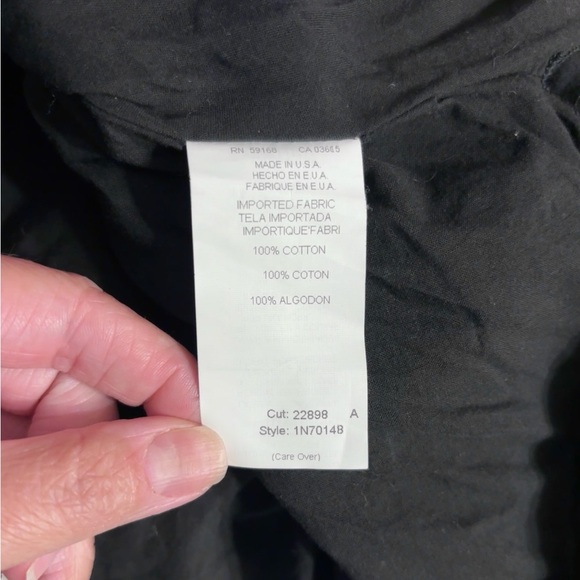 RN 59166 CA 03685
MADE IN U.S.A.
HECHO EN E.U.A.
FABRIQUE EN E.U.A.
IMPORTED FABRIC
TELA IMPORTADA
IMPORTIQUE'FABRI
100% COTTON
100% COTON
100% ALGODON
Cut: 22898 A
Style: 1N70148
(Care Over)